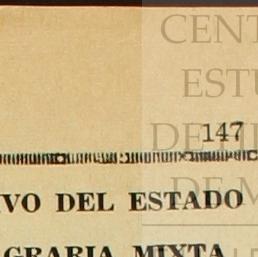 CENT
ESTU
DE
147
DE M
VO DEL ESTADO
GRARIA MIXTA